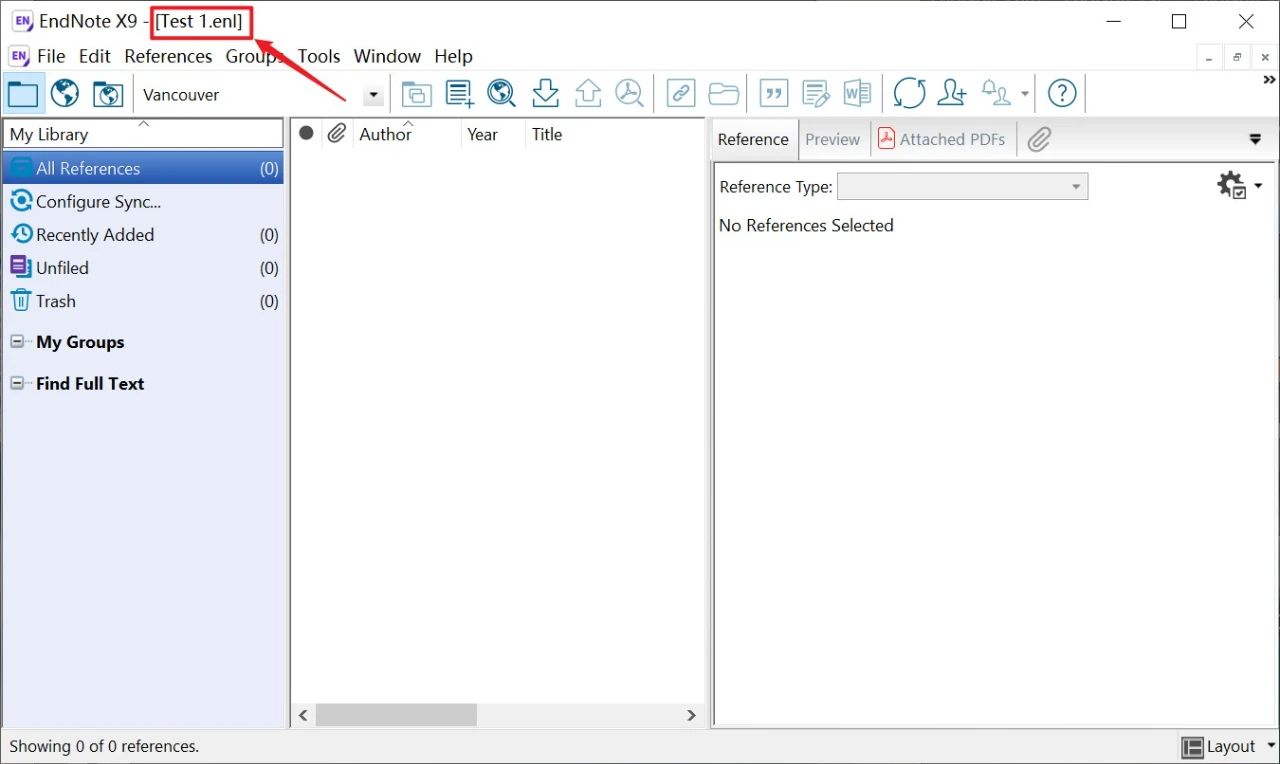 EN EndNote X9 - [Test 1.enl]
EN File Edit References Groups Tools Window Help
Vancouver
My Library
Author Year Title
Reference Preview Attached PDFs
All References (0)
Reference Type:
Configure Sync...
No References Selected
Recently Added (0)
Unfiled (0)
Trash (0)
My Groups
Find Full Text
Showing 0 of 0 references.
Layout